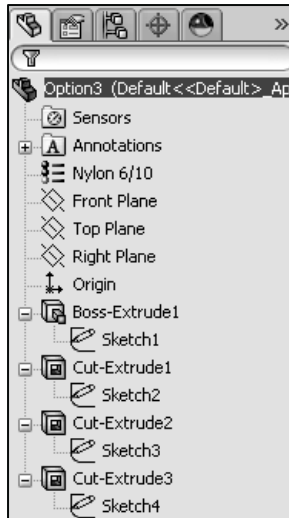 »
Option3 (Default<<Default>_Ap
Sensors
A Annotations
Nylon 6/10
Front Plane
Top Plane
Right Plane
Origin
Boss-Extrude1
Sketch1
Cut-Extrude1
Sketch2
Cut-Extrude2
Sketch3
Cut-Extrude3
Sketch4